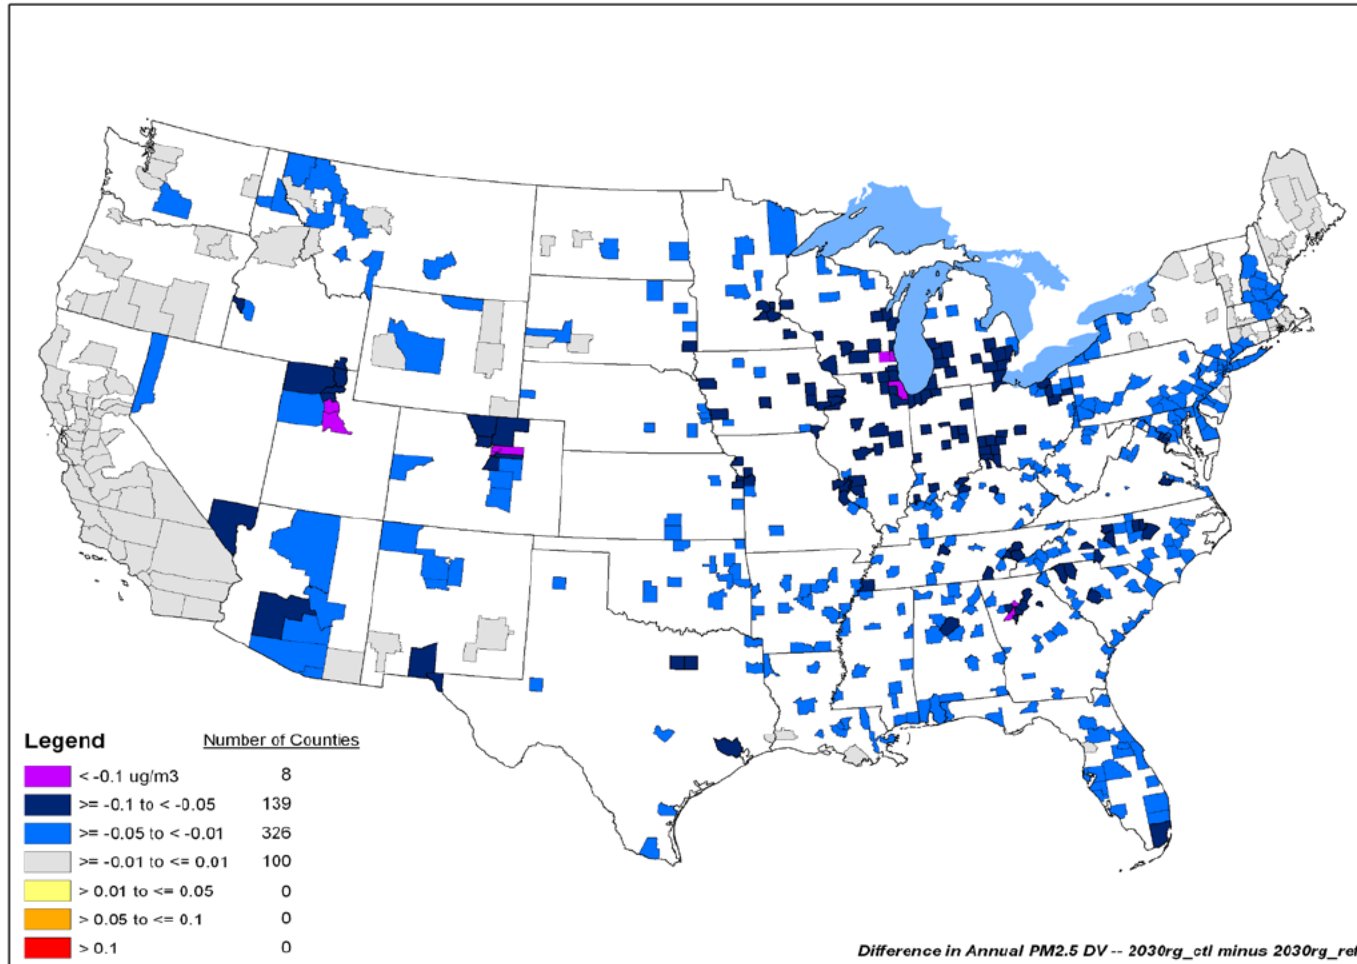 Legend Number of Counties
< -0.1 ug/m3 8
>= -0.1 to < -0.05 139
>= -0.05 to < -0.01 326
>= -0.01 to <= 0.01 100
> 0.01 to <= 0.05 0
> 0.05 to <= 0.1 0
> 0.1 0
Difference in Annual PM2.5 DV -- 2030rg_ctl minus 2030rg_ref